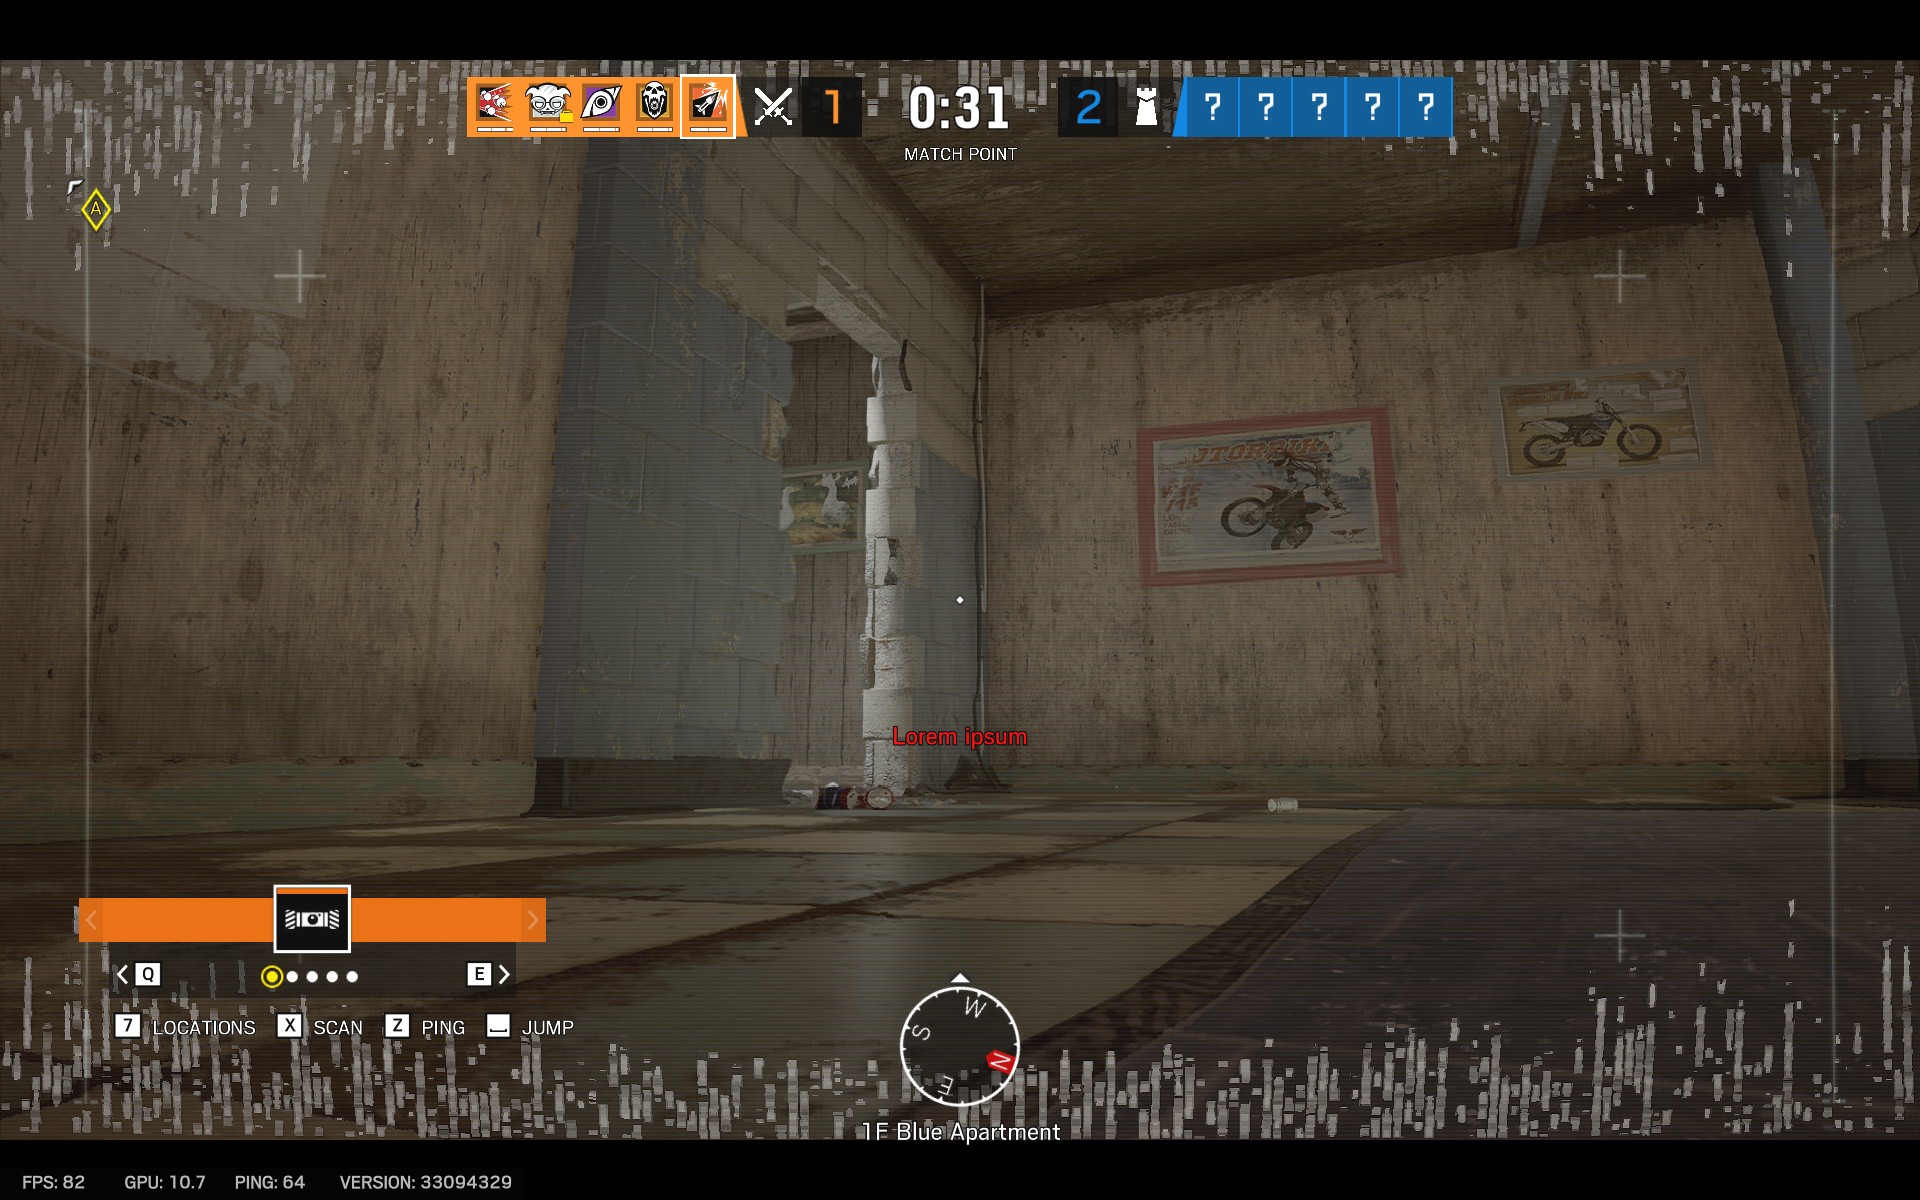 1
0:31
2
? ? ? ? ?
MATCH POINT
A
Lorem ipsum
Q
E
7 LOCATIONS X SCAN Z PING JUMP
W
S
N
E
1F Blue Apartment
FPS: 82 GPU: 10.7 PING: 64 VERSION: 33094329